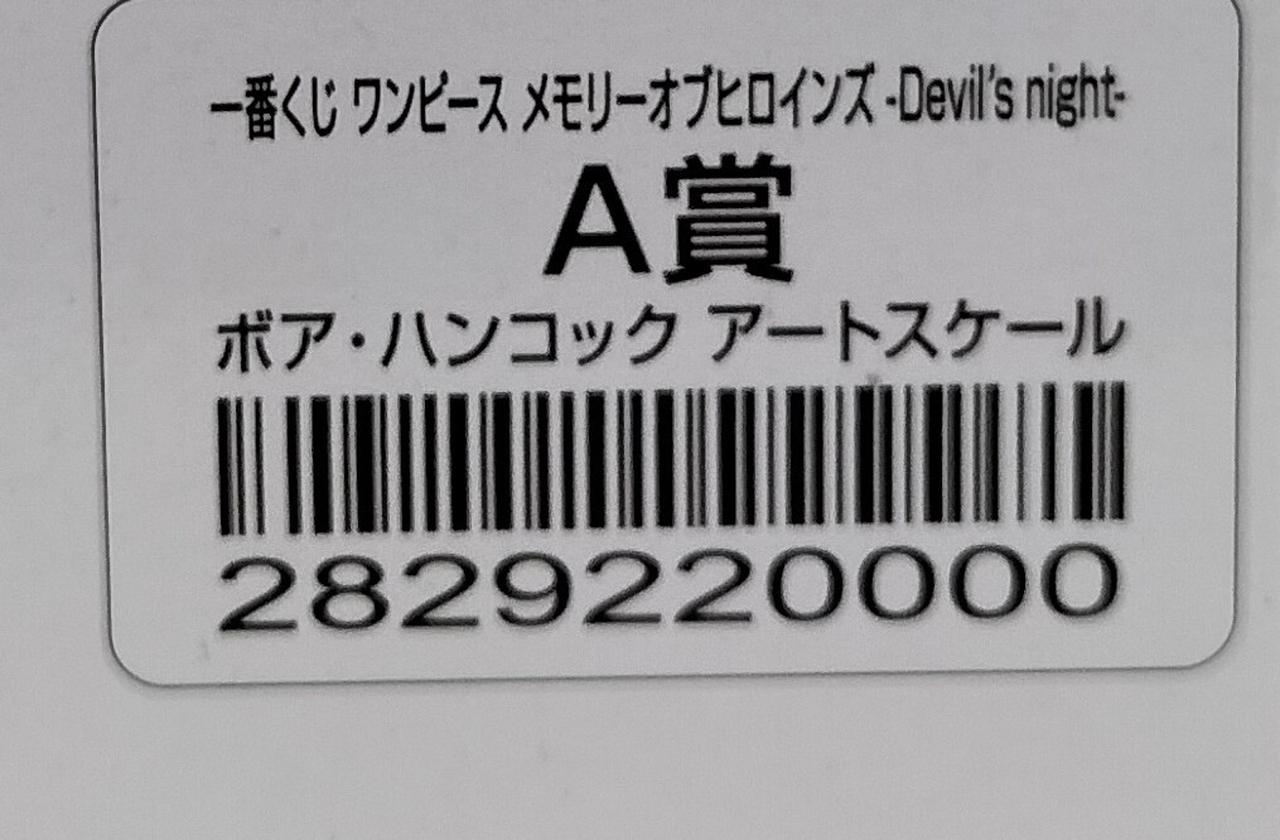 一番くじ ワンピース メモリーオブヒロインズ -Devil's night-
A賞
ボア・ハンコック アートスケール
2829220000